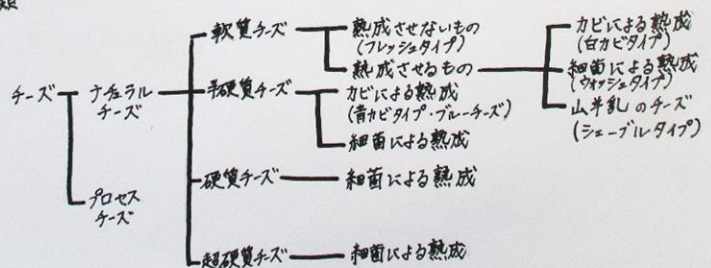 類
チーズ
ナチュラル
チーズ
プロセス
チーズ
軟質チーズ
熟成させないもの
(フレッシュタイプ)
熟成させるもの
カビによる熟成
(白カビタイプ)
細菌による熟成
(ウォッシュタイプ)
山羊乳のチーズ
(シェーブルタイプ)
半硬質チーズ
カビによる熟成
(青カビタイプ・ブルーチーズ)
細菌による熟成
硬質チーズ
細菌による熟成
超硬質チーズ
細菌による熟成